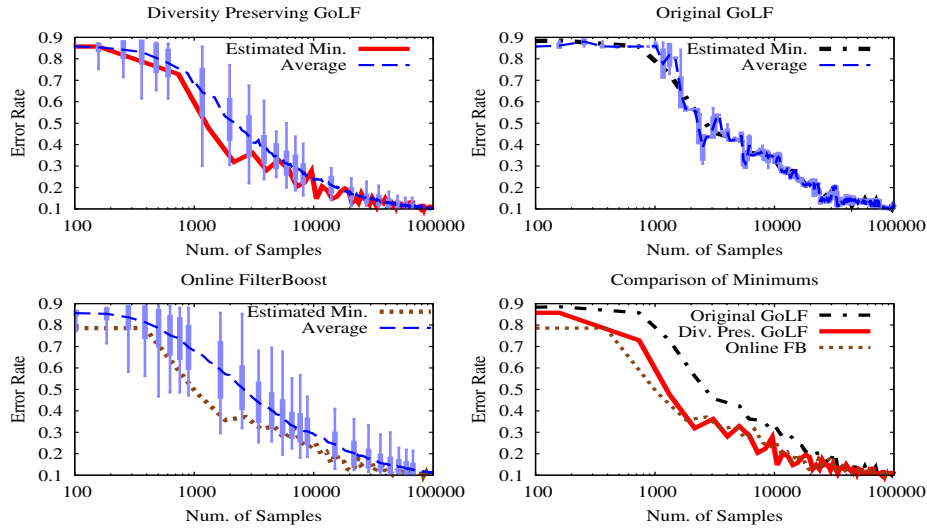 Diversity Preserving GoLF
Error Rate
0.9
0.8
0.7
0.6
0.5
0.4
0.3
0.2
0.1
Estimated Min.
Average
100
1000
10000
100000
Num. of Samples
Original GoLF
Error Rate
0.9
0.8
0.7
0.6
0.5
0.4
0.3
0.2
0.1
Estimated Min.
Average
100
1000
10000
100000
Num. of Samples
Online FilterBoost
Error Rate
0.9
0.8
0.7
0.6
0.5
0.4
0.3
0.2
0.1
Estimated Min.
Average
100
1000
10000
100000
Num. of Samples
Comparison of Minimums
Error Rate
0.9
0.8
0.7
0.6
0.5
0.4
0.3
0.2
0.1
Original GoLF
Div. Pres. GoLF
Online FB
100
1000
10000
100000
Num. of Samples